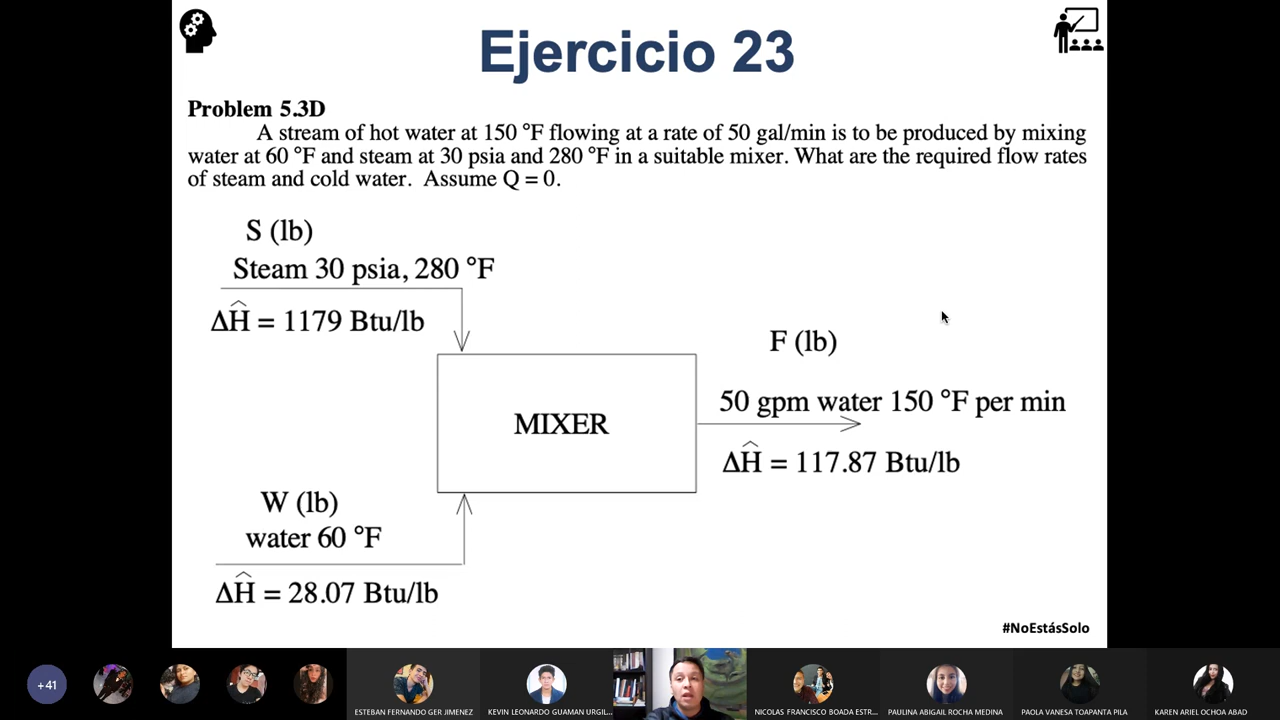 Ejercicio 23
Problem 5.3D
A stream of hot water at 150 °F flowing at a rate of 50 gal/min is to be produced by mixing
water at 60 °F and steam at 30 psia and 280 °F in a suitable mixer. What are the required flow rates
of steam and cold water. Assume Q = 0.
S (lb)
Steam 30 psia, 280 °F
ΔĤ = 1179 Btu/lb
F (lb)
50 gpm water 150 °F per min
MIXER
ΔĤ = 117.87 Btu/lb
W (lb)
water 60 °F
ΔĤ = 28.07 Btu/lb
#NoEstásSolo
+41
ESTEBAN FERNANDO GER JIMENEZ
KEVIN LEONARDO GUAMAN URGIL...
NICOLAS FRANCISCO BOADA ESTR...
PAULINA ABIGAIL ROCHA MEDINA
PAOLA VANESA TOAPANTA PILA
KAREN ARIEL OCHOA ABAD